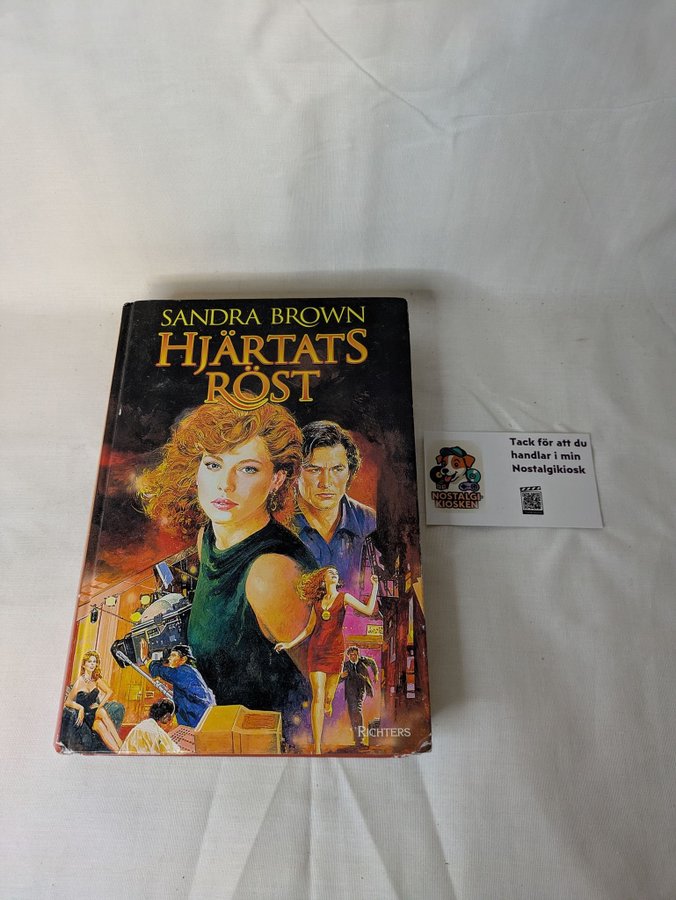 SANDRA BROWN
HJÄRTATS
RÖST
RICHTERS
Tack för att du
handlar i min
Nostalgikiosk
NOSTALGI-
KIOSKEN